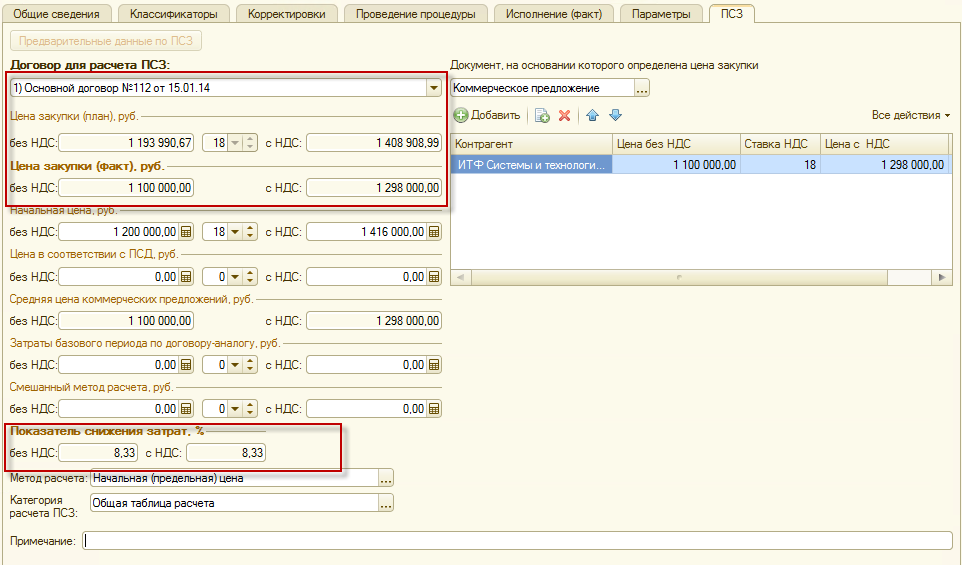 Общие сведения Классификаторы Корректировки Проведение процедуры Исполнение (факт) Параметры ПСЗ
Предварительные данные по ПСЗ
Договор для расчета ПСЗ:
1) Основной договор №112 от 15.01.14
Цена закупки (план), руб.
без НДС: 1 193 990,67 18 с НДС: 1 408 908,99
Цена закупки (Факт), руб.
без НДС: 1 100 000,00 с НДС: 1 298 000,00
Начальная цена, руб.
без НДС: 1 200 000,00 18 с НДС: 1 416 000,00
Цена в соответствии с ПСД, руб.
без НДС: 0,00 0 с НДС: 0,00
Средняя цена коммерческих предложений, руб.
без НДС: 1 100 000,00 с НДС: 1 298 000,00
Затраты базового периода по договору-аналогу, руб.
без НДС: 0,00 0 с НДС: 0,00
Смешанный метод расчета, руб.
без НДС: 0,00 0 с НДС: 0,00
Показатель снижения затрат, %
без НДС: 8,33 с НДС: 8,33
Метод расчета: Начальная (предельная) цена ...
Категория
расчета ПСЗ: Общая таблица расчета ...
Примечание:
Документ, на основании которого определена цена закупки
Коммерческое предложение ...
Добавить Все действия
Контрагент Цена без НДС Ставка НДС Цена с НДС
ИТФ Системы и технологи... 1 100 000,00 18 1 298 000,00